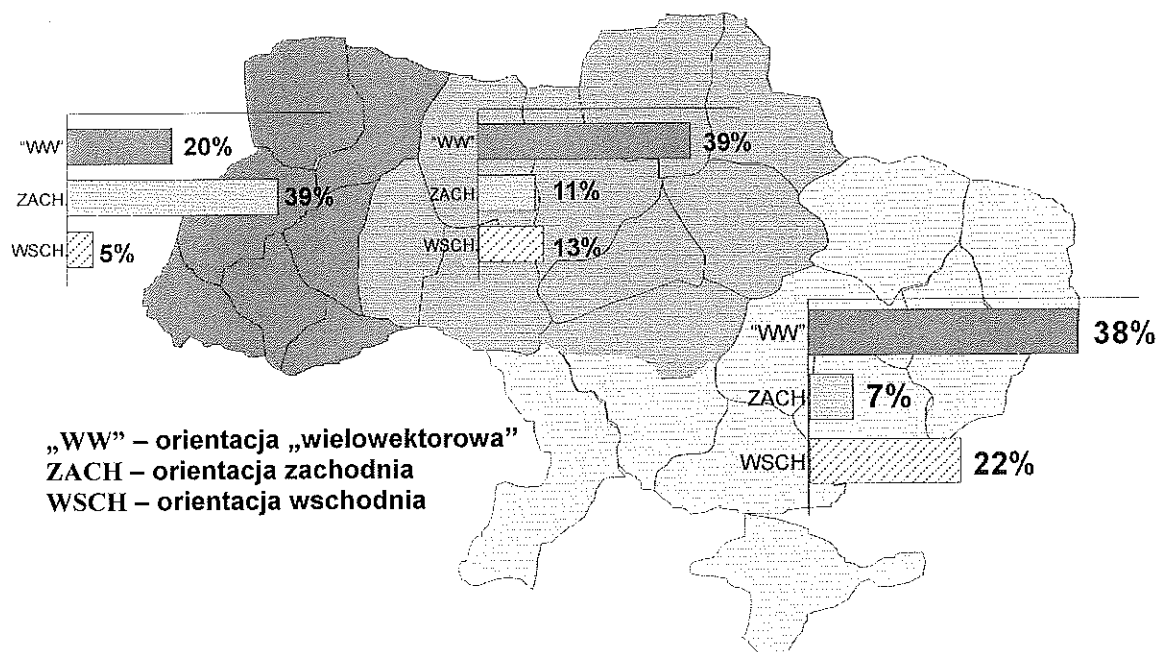 "WW" 20%
ZACH 39%
WSCH 5%
"WW" 39%
ZACH 11%
WSCH 13%
"WW" 38%
ZACH 7%
WSCH 22%
„WW” – orientacja „wielowektorowa”
ZACH – orientacja zachodnia
WSCH – orientacja wschodnia